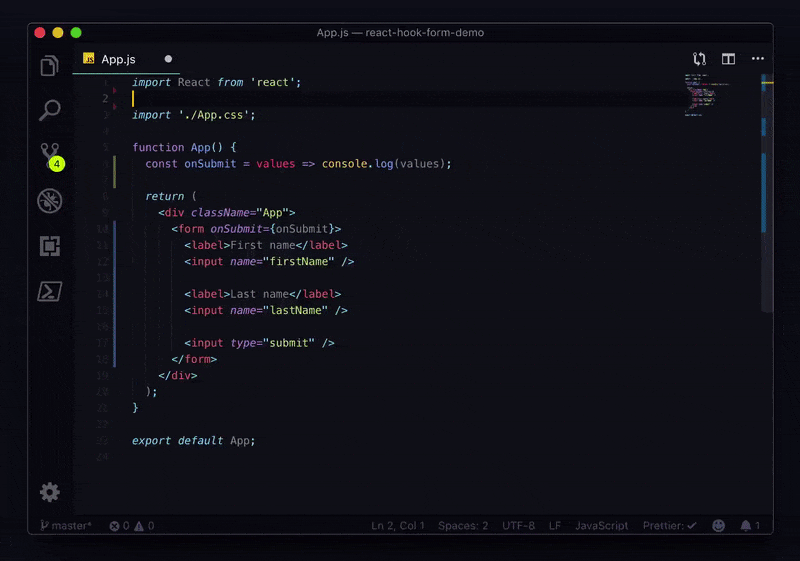 App.js — react-hook-form-demo
JS App.js
1 import React from 'react';
2
3 import './App.css';
4
5 function App() {
6 const onSubmit = values => console.log(values);
7
8 return (
9 <div className="App">
10 <form onSubmit={onSubmit}>
11 <label>First name</label>
12 <input name="firstName" />
13
14 <label>Last name</label>
15 <input name="lastName" />
16
17 <input type="submit" />
18 </form>
19 </div>
20 );
21 }
22
23 export default App;
24
4
master* 0 0 Ln 2, Col 1 Spaces: 2 UTF-8 LF JavaScript Prettier: ✓ 1